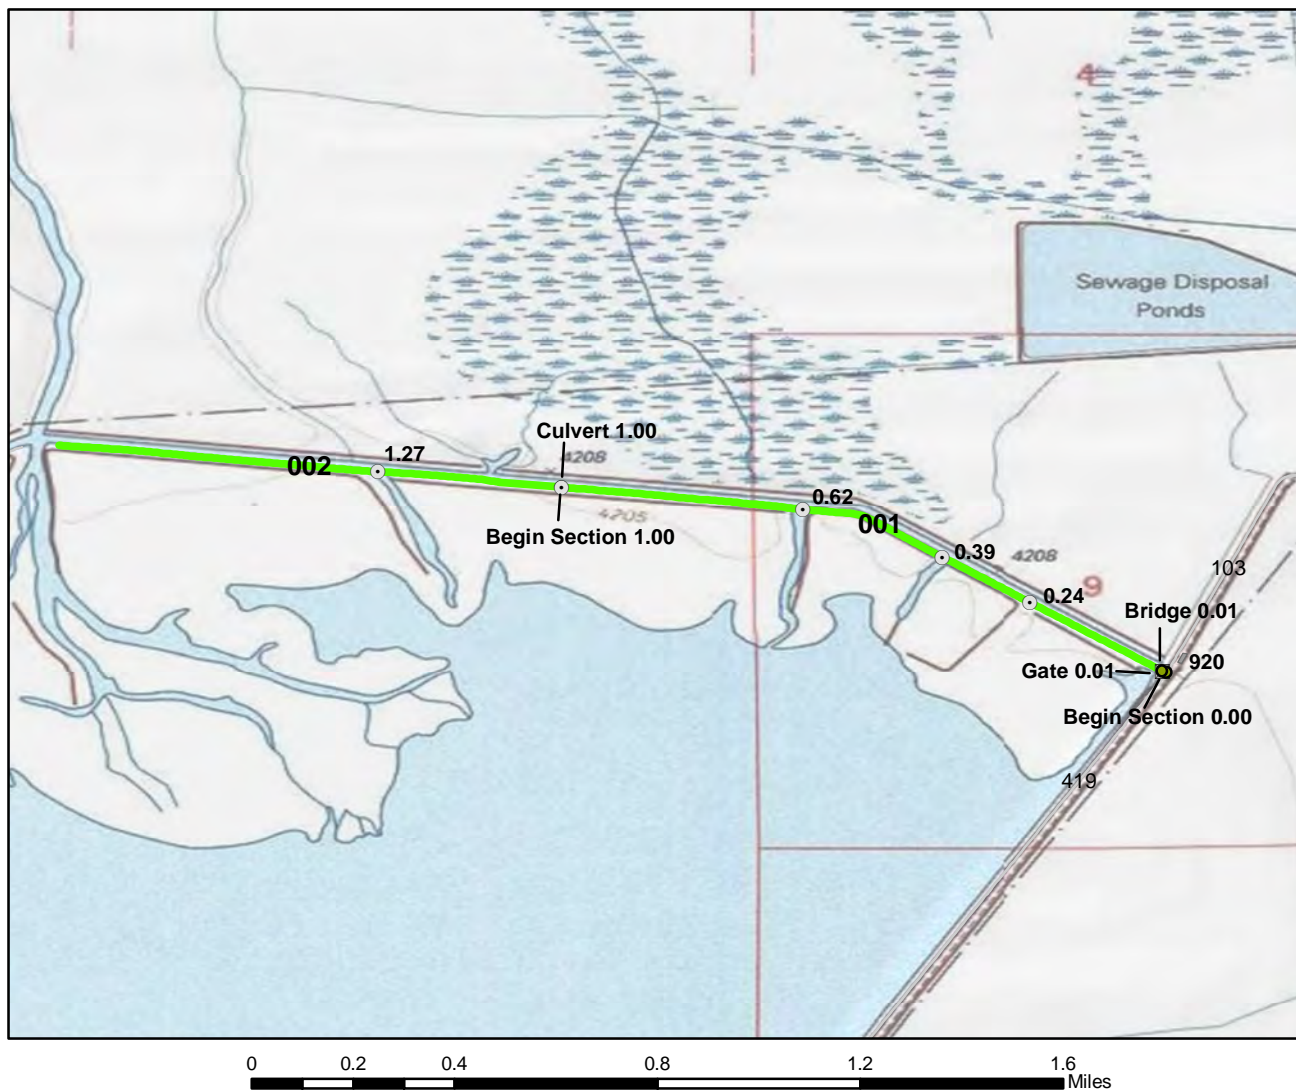 4
Sewage Disposal
Ponds
Culvert 1.00
1.27
4208
002
0.62
4205
001
Begin Section 1.00
0.39
4208
103
9
0.24
Bridge 0.01
920
Gate 0.01
Begin Section 0.00
419
0
0.2
0.4
0.8
1.2
1.6
Miles